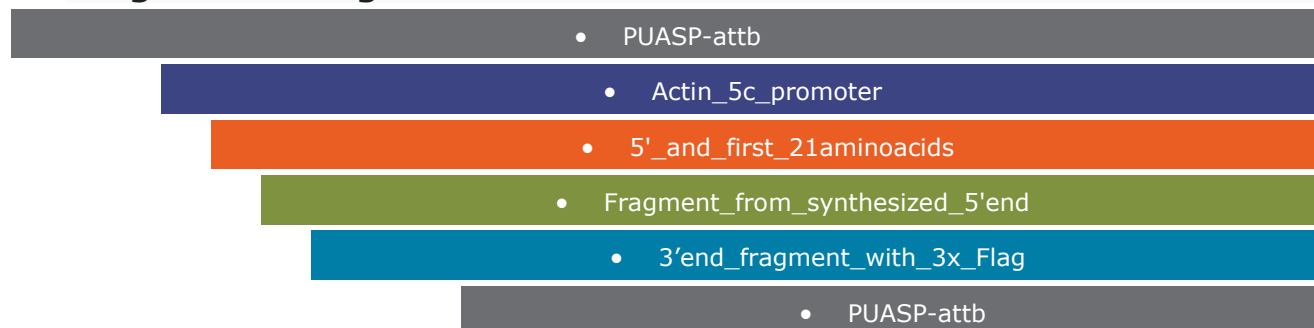 • PUASP-attb
• Actin_5c_promoter
• 5'_and_first_21aminoacids
• Fragment_from_synthesized_5'end
• 3’end_fragment_with_3x_Flag
• PUASP-attb